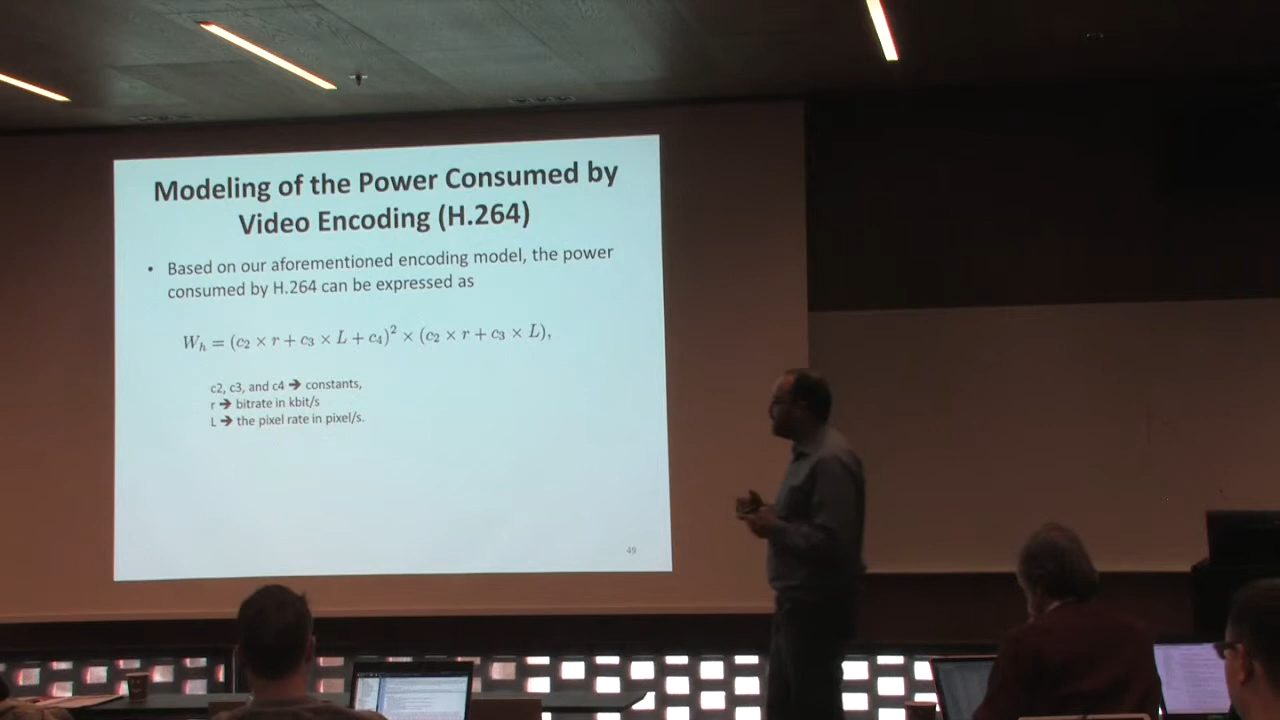 Modeling of the Power Consumed by
Video Encoding (H.264)
• Based on our aforementioned encoding model, the power
consumed by H.264 can be expressed as
W_h = (c_2 × r + c_3 × L + c_4)^2 × (c_2 × r + c_3 × L),
c2, c3, and c4 ➔ constants,
r ➔ bitrate in kbit/s
L ➔ the pixel rate in pixel/s.
49